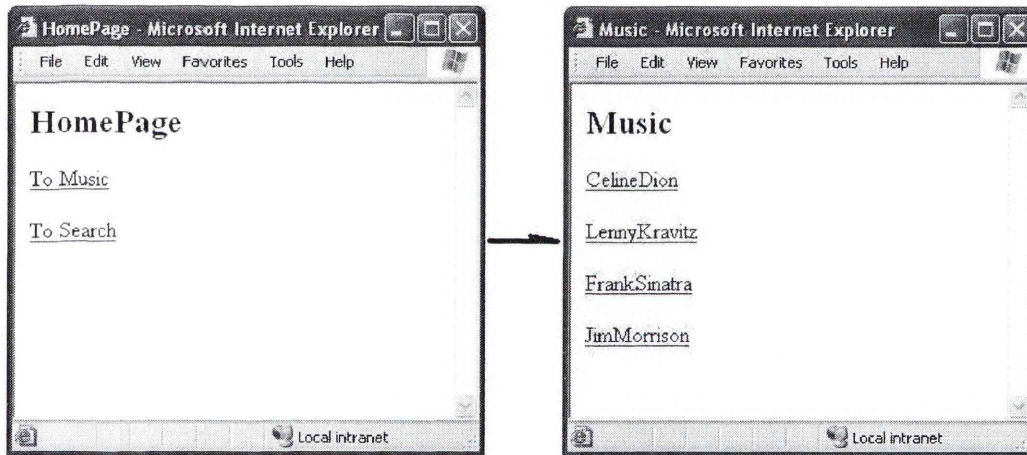 HomePage - Microsoft Internet Explorer
File Edit View Favorites Tools Help
HomePage
To Music
To Search
Local intranet
Music - Microsoft Internet Explorer
File Edit View Favorites Tools Help
Music
CelineDion
LennyKravitz
FrankSinatra
JimMorrison
Local intranet